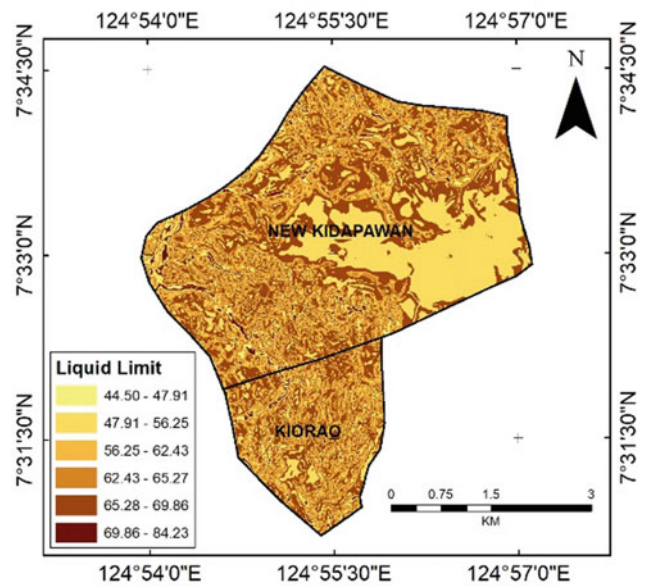 124°54'0"E 124°55'30"E 124°57'0"E
7°34'30"N 7°34'30"N
N
NEW KIDAPAWAN
7°33'0"N 7°33'0"N
Liquid Limit
44.50 - 47.91
47.91 - 56.25
56.25 - 62.43
62.43 - 65.27
65.28 - 69.86
69.86 - 84.23
KIORAO
7°31'30"N 7°31'30"N
0 0.75 1.5 3
KM
124°54'0"E 124°55'30"E 124°57'0"E